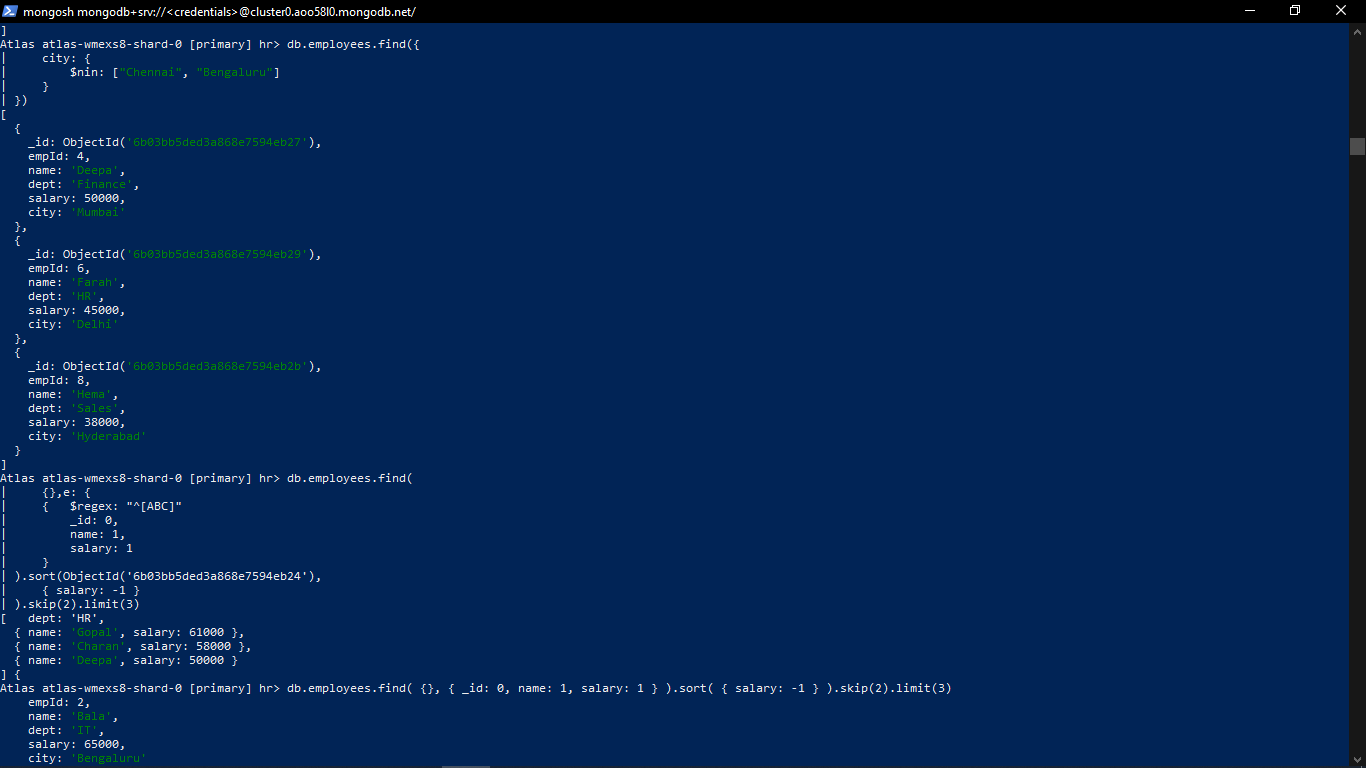 mongosh mongodb+srv://<credentials>@cluster0.aoo58l0.mongodb.net/
]
Atlas atlas-wmexs8-shard-0 [primary] hr> db.employees.find({
|     city: {
|         $nin: ["Chennai", "Bengaluru"]
|     }
| })
[
  {
    _id: ObjectId('6b03bb5ded3a868e7594eb27'),
    empId: 4,
    name: 'Deepa',
    dept: 'Finance',
    salary: 50000,
    city: 'Mumbai'
  },
  {
    _id: ObjectId('6b03bb5ded3a868e7594eb29'),
    empId: 6,
    name: 'Farah',
    dept: 'HR',
    salary: 45000,
    city: 'Delhi'
  },
  {
    _id: ObjectId('6b03bb5ded3a868e7594eb2b'),
    empId: 8,
    name: 'Hema',
    dept: 'Sales',
    salary: 38000,
    city: 'Hyderabad'
  }
]
Atlas atlas-wmexs8-shard-0 [primary] hr> db.employees.find(
|     {},e: {
|     {   $regex: "^[ABC]"
|         _id: 0,
|         name: 1,
|         salary: 1
|     }
| ).sort(ObjectId('6b03bb5ded3a868e7594eb24'),
|     { salary: -1 }
| ).skip(2).limit(3)
[   dept: 'HR',
  { name: 'Gopal', salary: 61000 },
  { name: 'Charan', salary: 58000 },
  { name: 'Deepa', salary: 50000 }
] {
Atlas atlas-wmexs8-shard-0 [primary] hr> db.employees.find( {}, { _id: 0, name: 1, salary: 1 } ).sort( { salary: -1 } ).skip(2).limit(3)
    empId: 2,
    name: 'Bala',
    dept: 'IT',
    salary: 65000,
    city: 'Bengaluru'